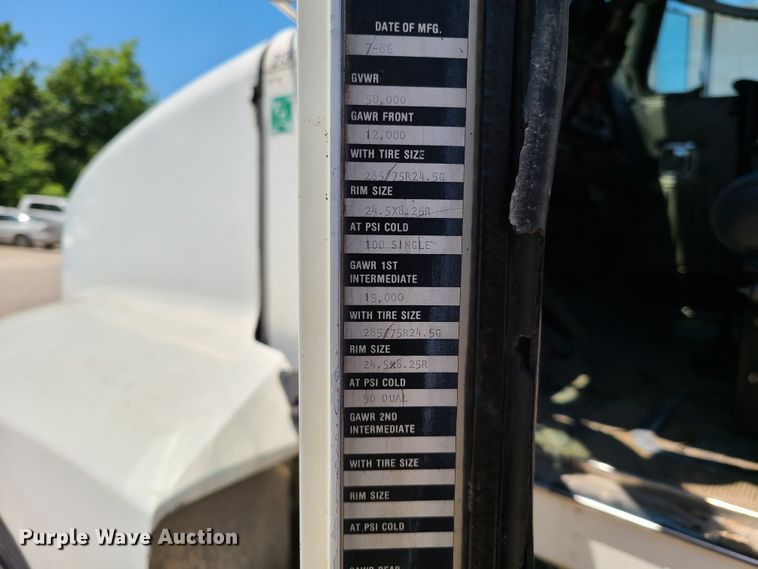 DATE OF MFG.
7-86
GVWR
50,000
GAWR FRONT
12,000
WITH TIRE SIZE
285/75R24.5G
RIM SIZE
24.5X8.25R
AT PSI COLD
100 SINGLE
GAWR 1ST
INTERMEDIATE
19,000
WITH TIRE SIZE
285/75R24.5G
RIM SIZE
24.5X8.25R
AT PSI COLD
90 DUAL
GAWR 2ND
INTERMEDIATE
WITH TIRE SIZE
RIM SIZE
AT PSI COLD
GAWR REAR
Purple Wave Auction